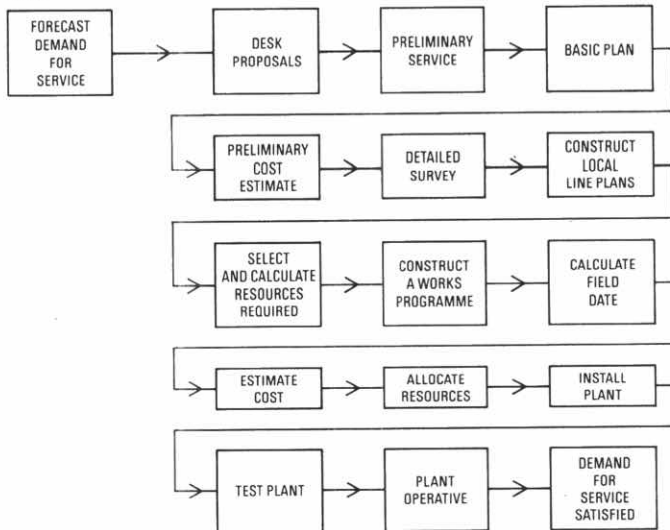 FORECAST
DEMAND
FOR
SERVICE
DESK
PROPOSALS
PRELIMINARY
SERVICE
BASIC PLAN
PRELIMINARY
COST
ESTIMATE
DETAILED
SURVEY
CONSTRUCT
LOCAL
LINE PLANS
SELECT
AND CALCULATE
RESOURCES
REQUIRED
CONSTRUCT
A WORKS
PROGRAMME
CALCULATE
FIELD
DATE
ESTIMATE
COST
ALLOCATE
RESOURCES
INSTALL
PLANT
TEST PLANT
PLANT
OPERATIVE
DEMAND
FOR
SERVICE
SATISFIED